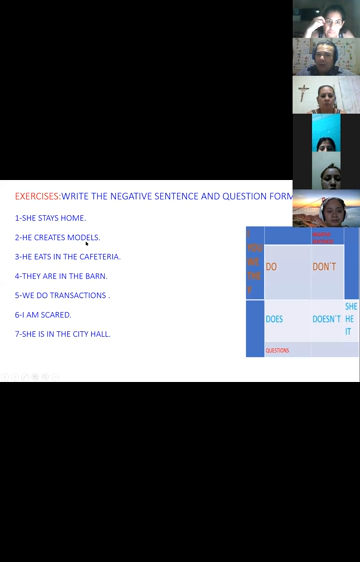 EXERCISES:WRITE THE NEGATIVE SENTENCE AND QUESTION FORM
1-SHE STAYS HOME.
2-HE CREATES MODELS.
3-HE EATS IN THE CAFETERIA.
4-THEY ARE IN THE BARN.
5-WE DO TRANSACTIONS .
6-I AM SCARED.
7-SHE IS IN THE CITY HALL.
DO DON´T
DOES DOESN´T SHE
HE
IT
QUESTIONS